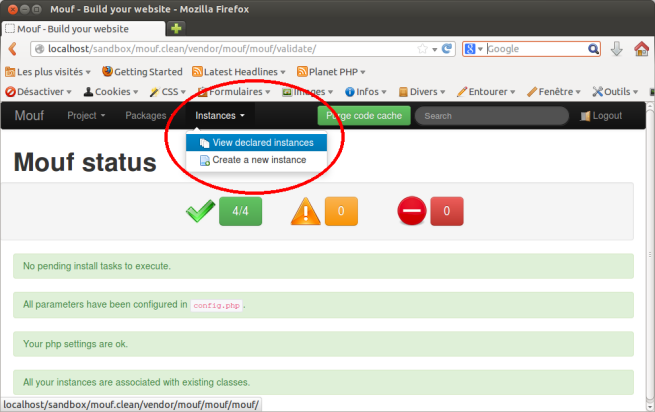 Mouf - Build your website - Mozilla Firefox
Mouf - Build your website
localhost/sandbox/mouf.clean/vendor/mouf/mouf/validate/
Google
Les plus visités Getting Started Latest Headlines Planet PHP
Désactiver Cookies CSS Formulaires Images Infos Divers Entourer Fenêtre Outils
Mouf Project Packages Instances Purge code cache Search Logout
View declared instances
Create a new instance
Mouf status
4/4 0 0
No pending install tasks to execute.
All parameters have been configured in config.php.
Your php settings are ok.
All your instances are associated with existing classes.
localhost/sandbox/mouf.clean/vendor/mouf/mouf/mouf/